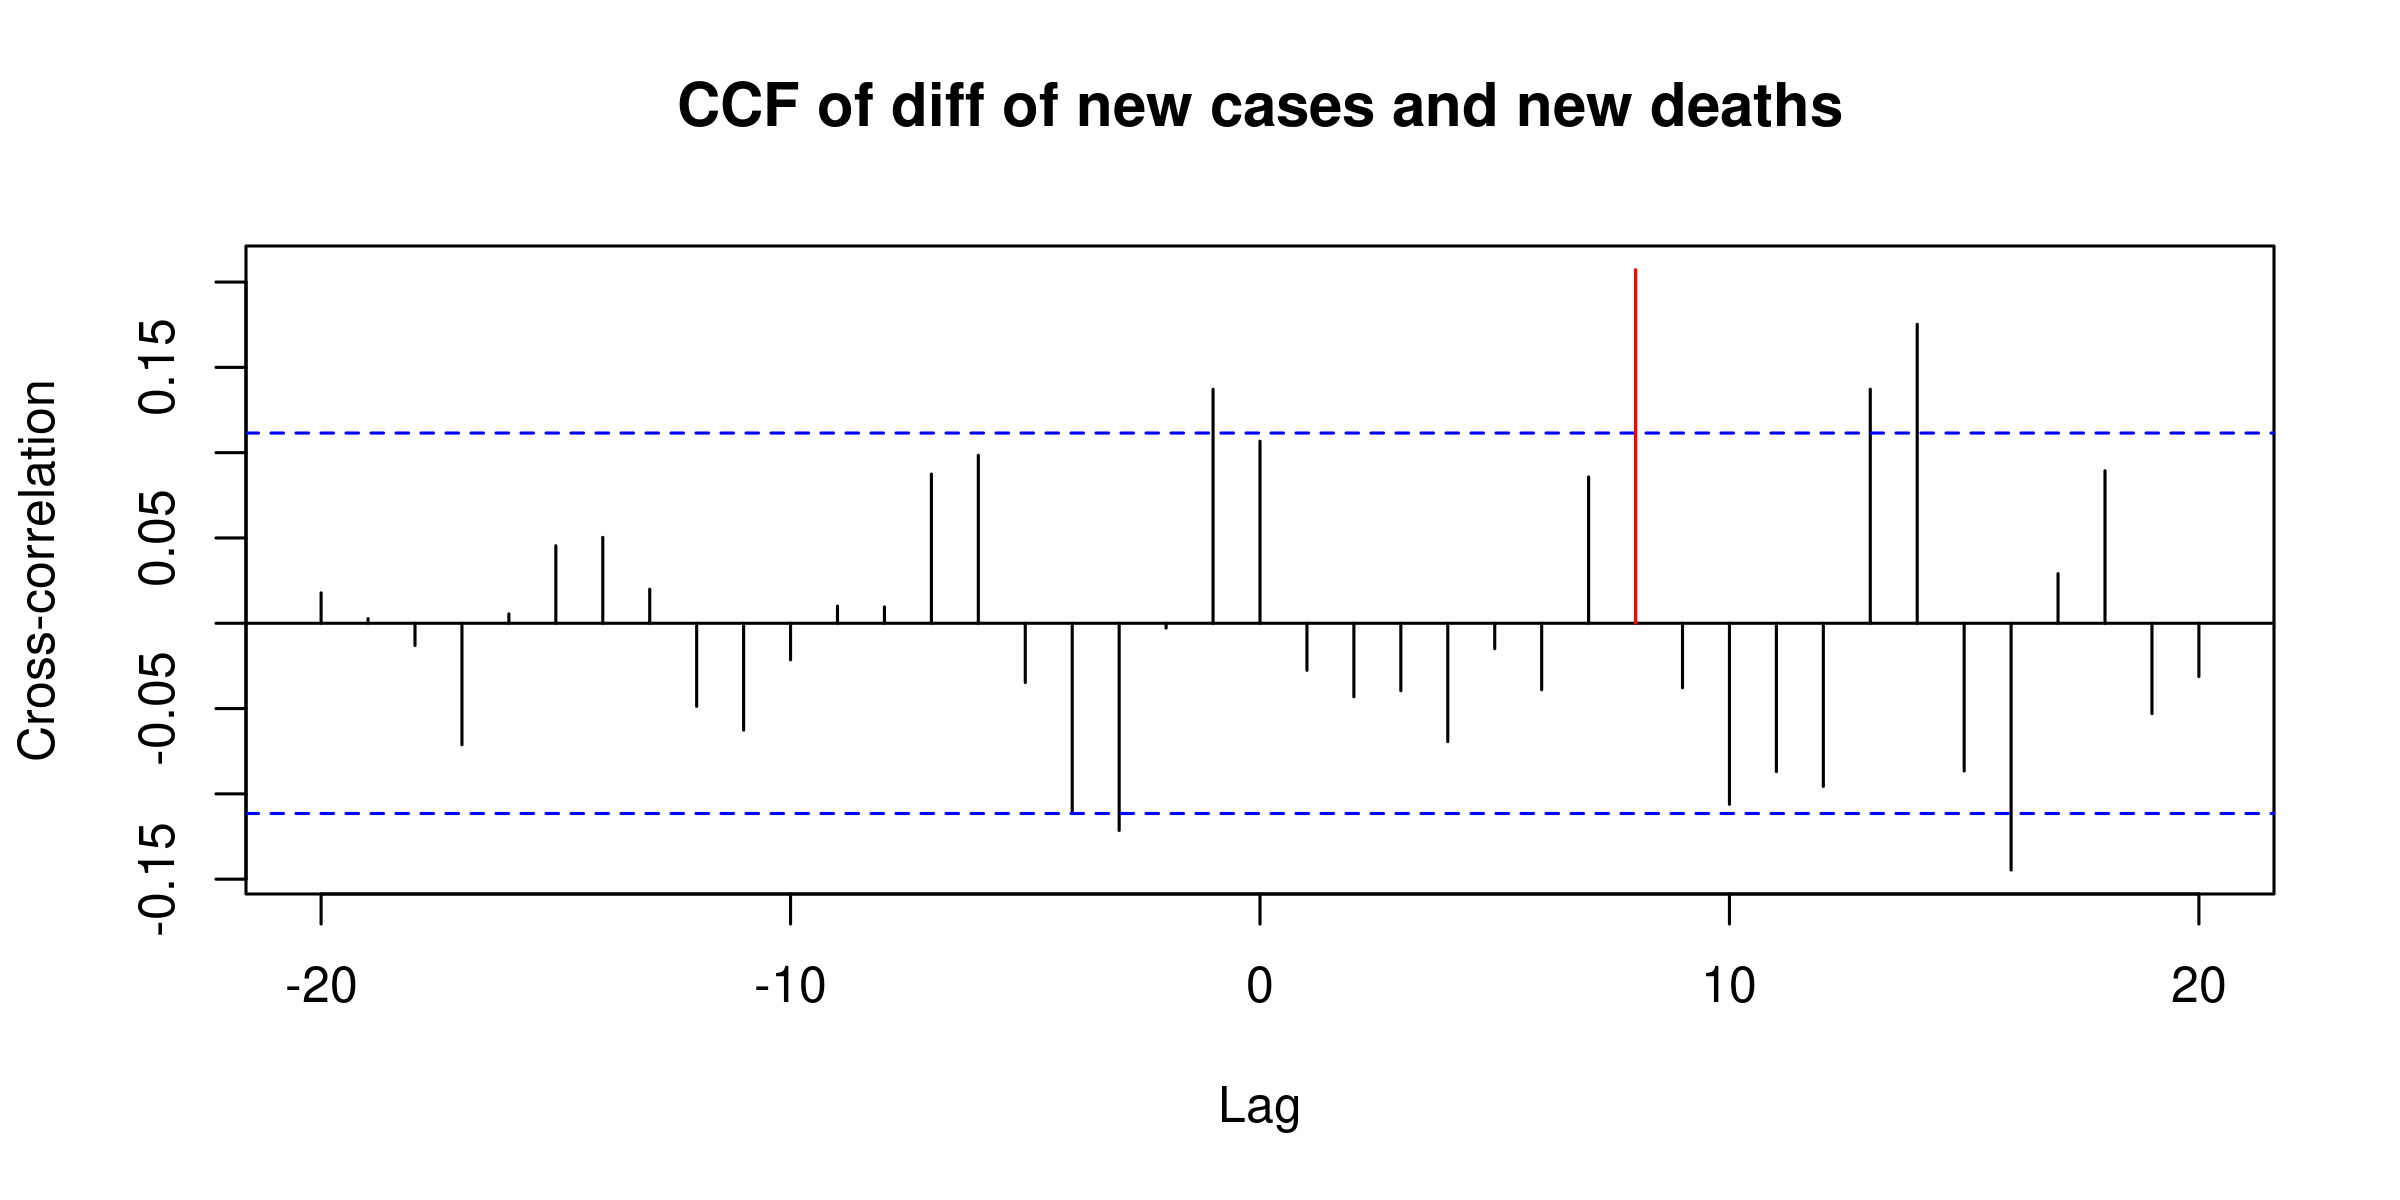 CCF of diff of new cases and new deaths
Cross-correlation
0.15
0.05
-0.05
-0.15
-20 -10 0 10 20
Lag